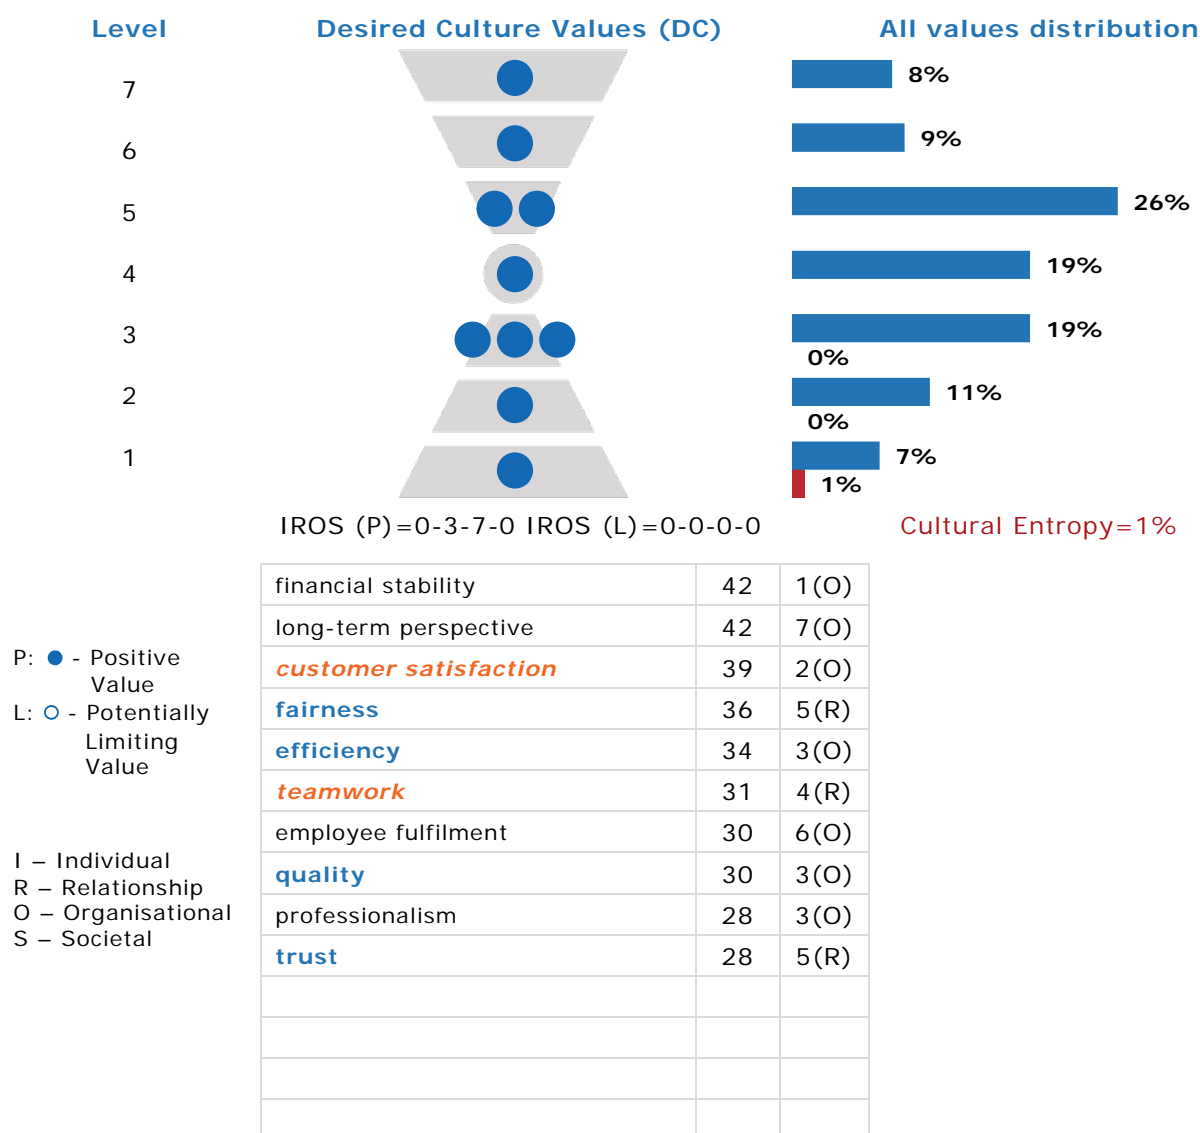 Level Desired Culture Values (DC) All values distribution
7 8%
6 9%
5 26%
4 19%
3 19%
0%
2 11%
0%
1 7%
1%
IROS (P)=0-3-7-0 IROS (L)=0-0-0-0 Cultural Entropy=1%
P: - Positive
Value
L: - Potentially
Limiting
Value
I – Individual
R – Relationship
O – Organisational
S – Societal
financial stability 42 1(O)
long-term perspective 42 7(O)
customer satisfaction 39 2(O)
fairness 36 5(R)
efficiency 34 3(O)
teamwork 31 4(R)
employee fulfilment 30 6(O)
quality 30 3(O)
professionalism 28 3(O)
trust 28 5(R)